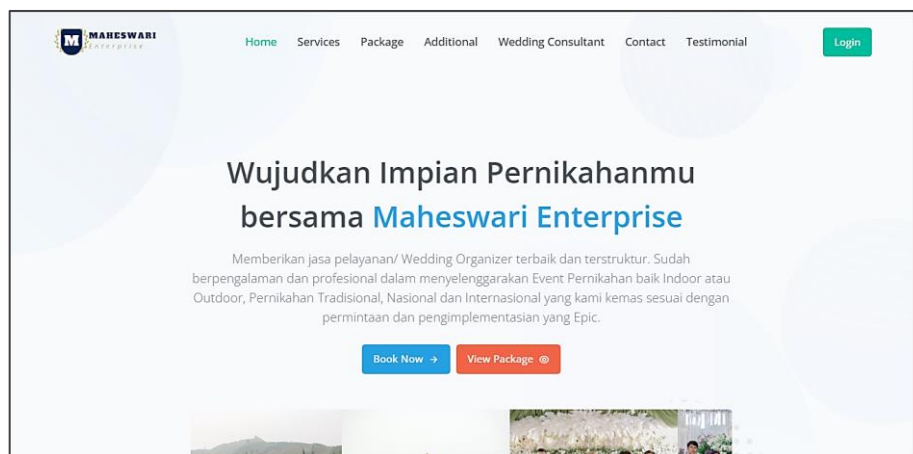 M MAHESWARI
Enterprise
Home Services Package Additional Wedding Consultant Contact Testimonial
Login
Wujudkan Impian Pernikahanmu
bersama Maheswari Enterprise
Memberikan jasa pelayanan/ Wedding Organizer terbaik dan terstruktur. Sudah
berpengalaman dan profesional dalam menyelenggarakan Event Pernikahan baik Indoor atau
Outdoor, Pernikahan Tradisional, Nasional dan Internasional yang kami kemas sesuai dengan
permintaan dan pengimplementasian yang Epic.
Book Now → View Package